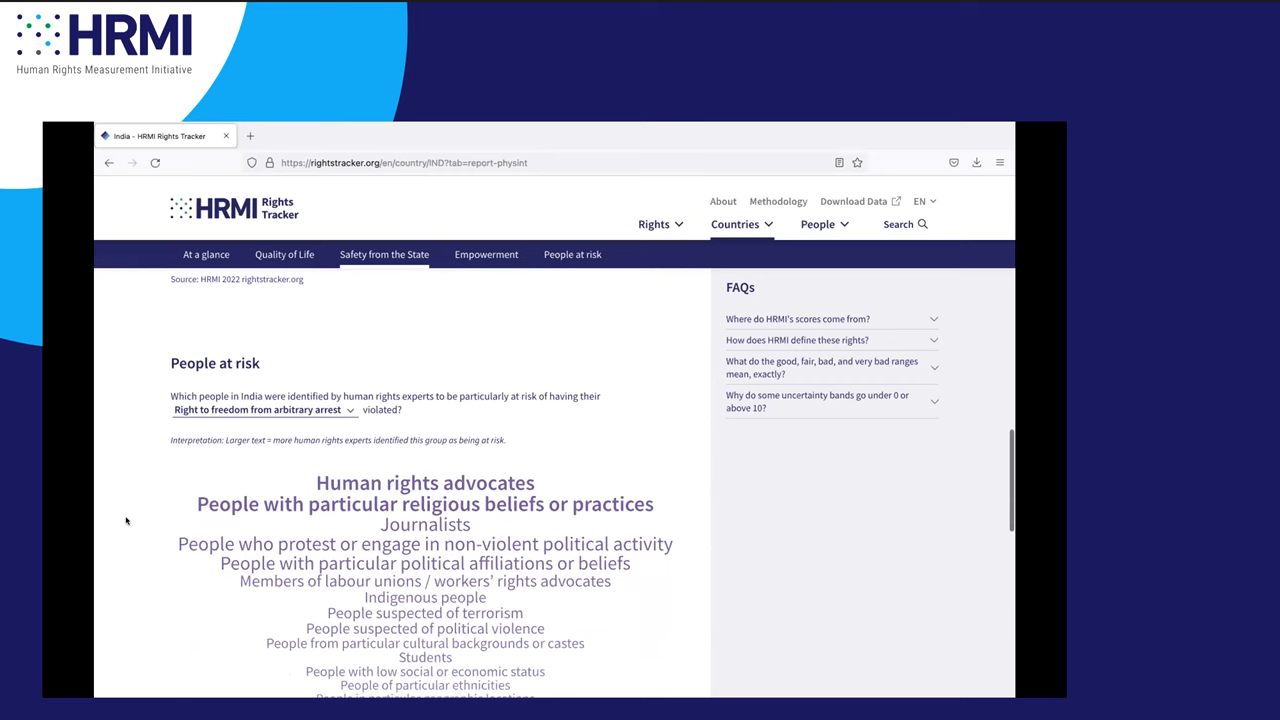 HRMI
Human Rights Measurement Initiative
India - HRMI Rights Tracker
https://rightstracker.org/en/country/IND?tab=report-physint
HRMI Rights Tracker
About Methodology Download Data EN
Rights Countries People Search
At a glance Quality of Life Safety from the State Empowerment People at risk
Source: HRMI 2022 rightstracker.org
People at risk
Which people in India were identified by human rights experts to be particularly at risk of having their
Right to freedom from arbitrary arrest violated?
Interpretation: Larger text = more human rights experts identified this group as being at risk.
Human rights advocates
People with particular religious beliefs or practices
Journalists
People who protest or engage in non-violent political activity
People with particular political affiliations or beliefs
Members of labour unions / workers' rights advocates
Indigenous people
People suspected of terrorism
People suspected of political violence
People from particular cultural backgrounds or castes
Students
People with low social or economic status
People of particular ethnicities
People in particular geographic locations
FAQs
Where do HRMI's scores come from?
How does HRMI define these rights?
What do the good, fair, bad, and very bad ranges
mean, exactly?
Why do some uncertainty bands go under 0 or
above 10?